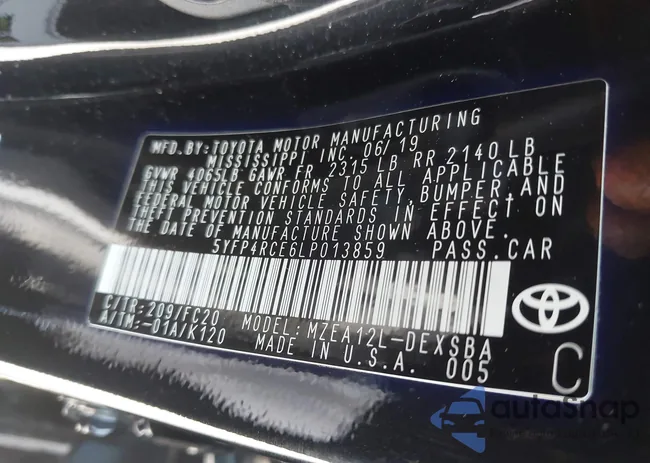 MFD.BY:TOYOTA MOTOR MANUFACTURING
MISSISSIPPI INC. 06/19
GVWR 4065LB GAWR FR 2315 LB RR 2140 LB
THIS VEHICLE CONFORMS TO ALL APPLICABLE
FEDERAL MOTOR VEHICLE SAFETY, BUMPER, AND
THEFT PREVENTION STANDARDS IN EFFECT ON
THE DATE OF MANUFACTURE SHOWN ABOVE.
5YFP4RCE6LP013859 PASS.CAR
C/TR:209/FC20 MODEL: MZEA12L-DEXSBA
A/TM:-01A/K120 MADE IN U.S.A. 005
C
autoSnap